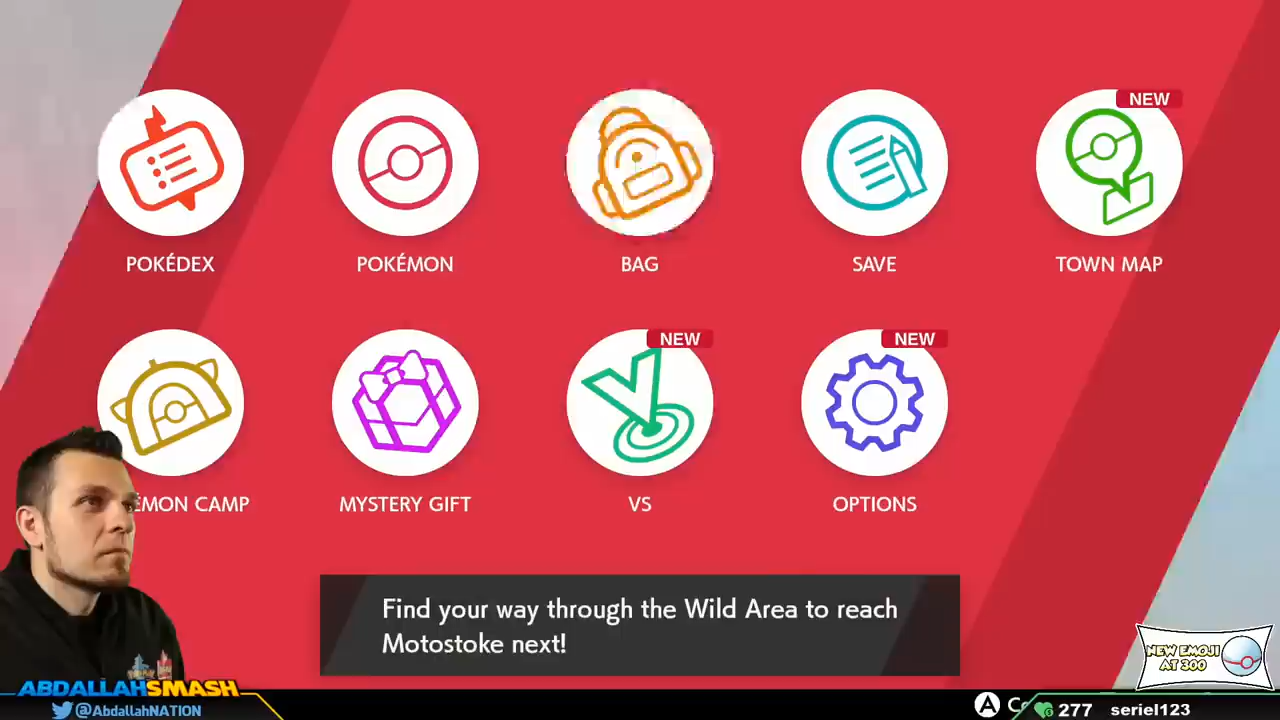 NEW
POKÉDEX
POKÉMON
BAG
SAVE
TOWN MAP
NEW
NEW
EMON CAMP
MYSTERY GIFT
VS
OPTIONS
Find your way through the Wild Area to reach
Motostoke next!
NEW EMOJI
AT 300
ABDALLAHSMASH
@AbdallahNATION
A
277 seriel123